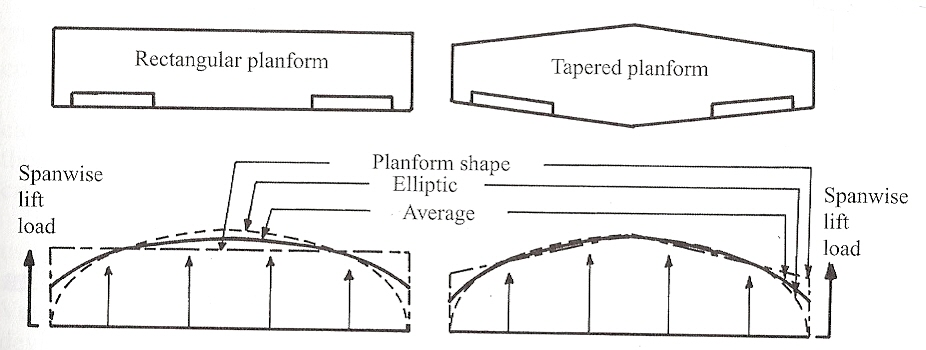 Rectangular planform
Tapered planform
Planform shape
Elliptic
Average
Spanwise
lift
load
Spanwise
lift
load